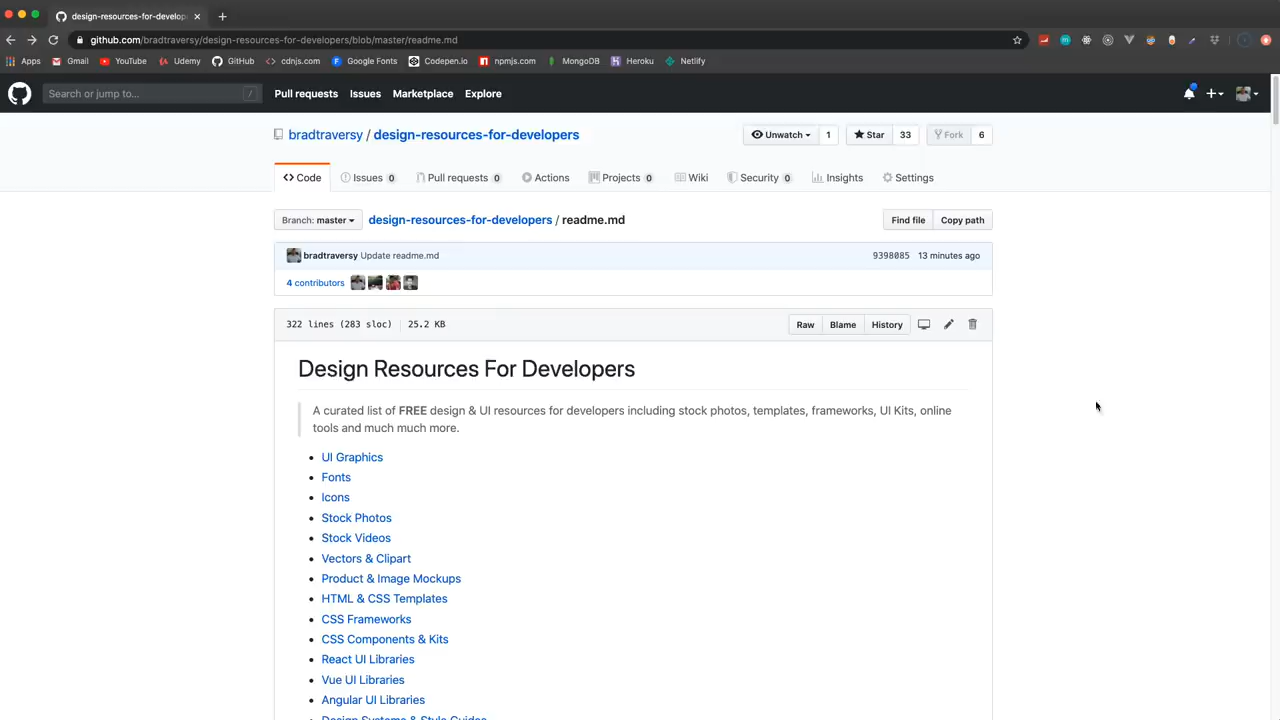 design-resources-for-develope
github.com/bradtraversy/design-resources-for-developers/blob/master/readme.md
Apps Gmail YouTube Udemy GitHub cdnjs.com Google Fonts Codepen.io npmjs.com MongoDB Heroku Netlify
Search or jump to... / Pull requests Issues Marketplace Explore
bradtraversy / design-resources-for-developers Unwatch 1 Star 33 Fork 6
Code Issues 0 Pull requests 0 Actions Projects 0 Wiki Security 0 Insights Settings
Branch: master design-resources-for-developers / readme.md Find file Copy path
bradtraversy Update readme.md 9398085 13 minutes ago
4 contributors
322 lines (283 sloc) 25.2 KB Raw Blame History
Design Resources For Developers
A curated list of FREE design & UI resources for developers including stock photos, templates, frameworks, UI Kits, online
tools and much much more.
UI Graphics
Fonts
Icons
Stock Photos
Stock Videos
Vectors & Clipart
Product & Image Mockups
HTML & CSS Templates
CSS Frameworks
CSS Components & Kits
React UI Libraries
Vue UI Libraries
Angular UI Libraries
Design Systems & Style Guides